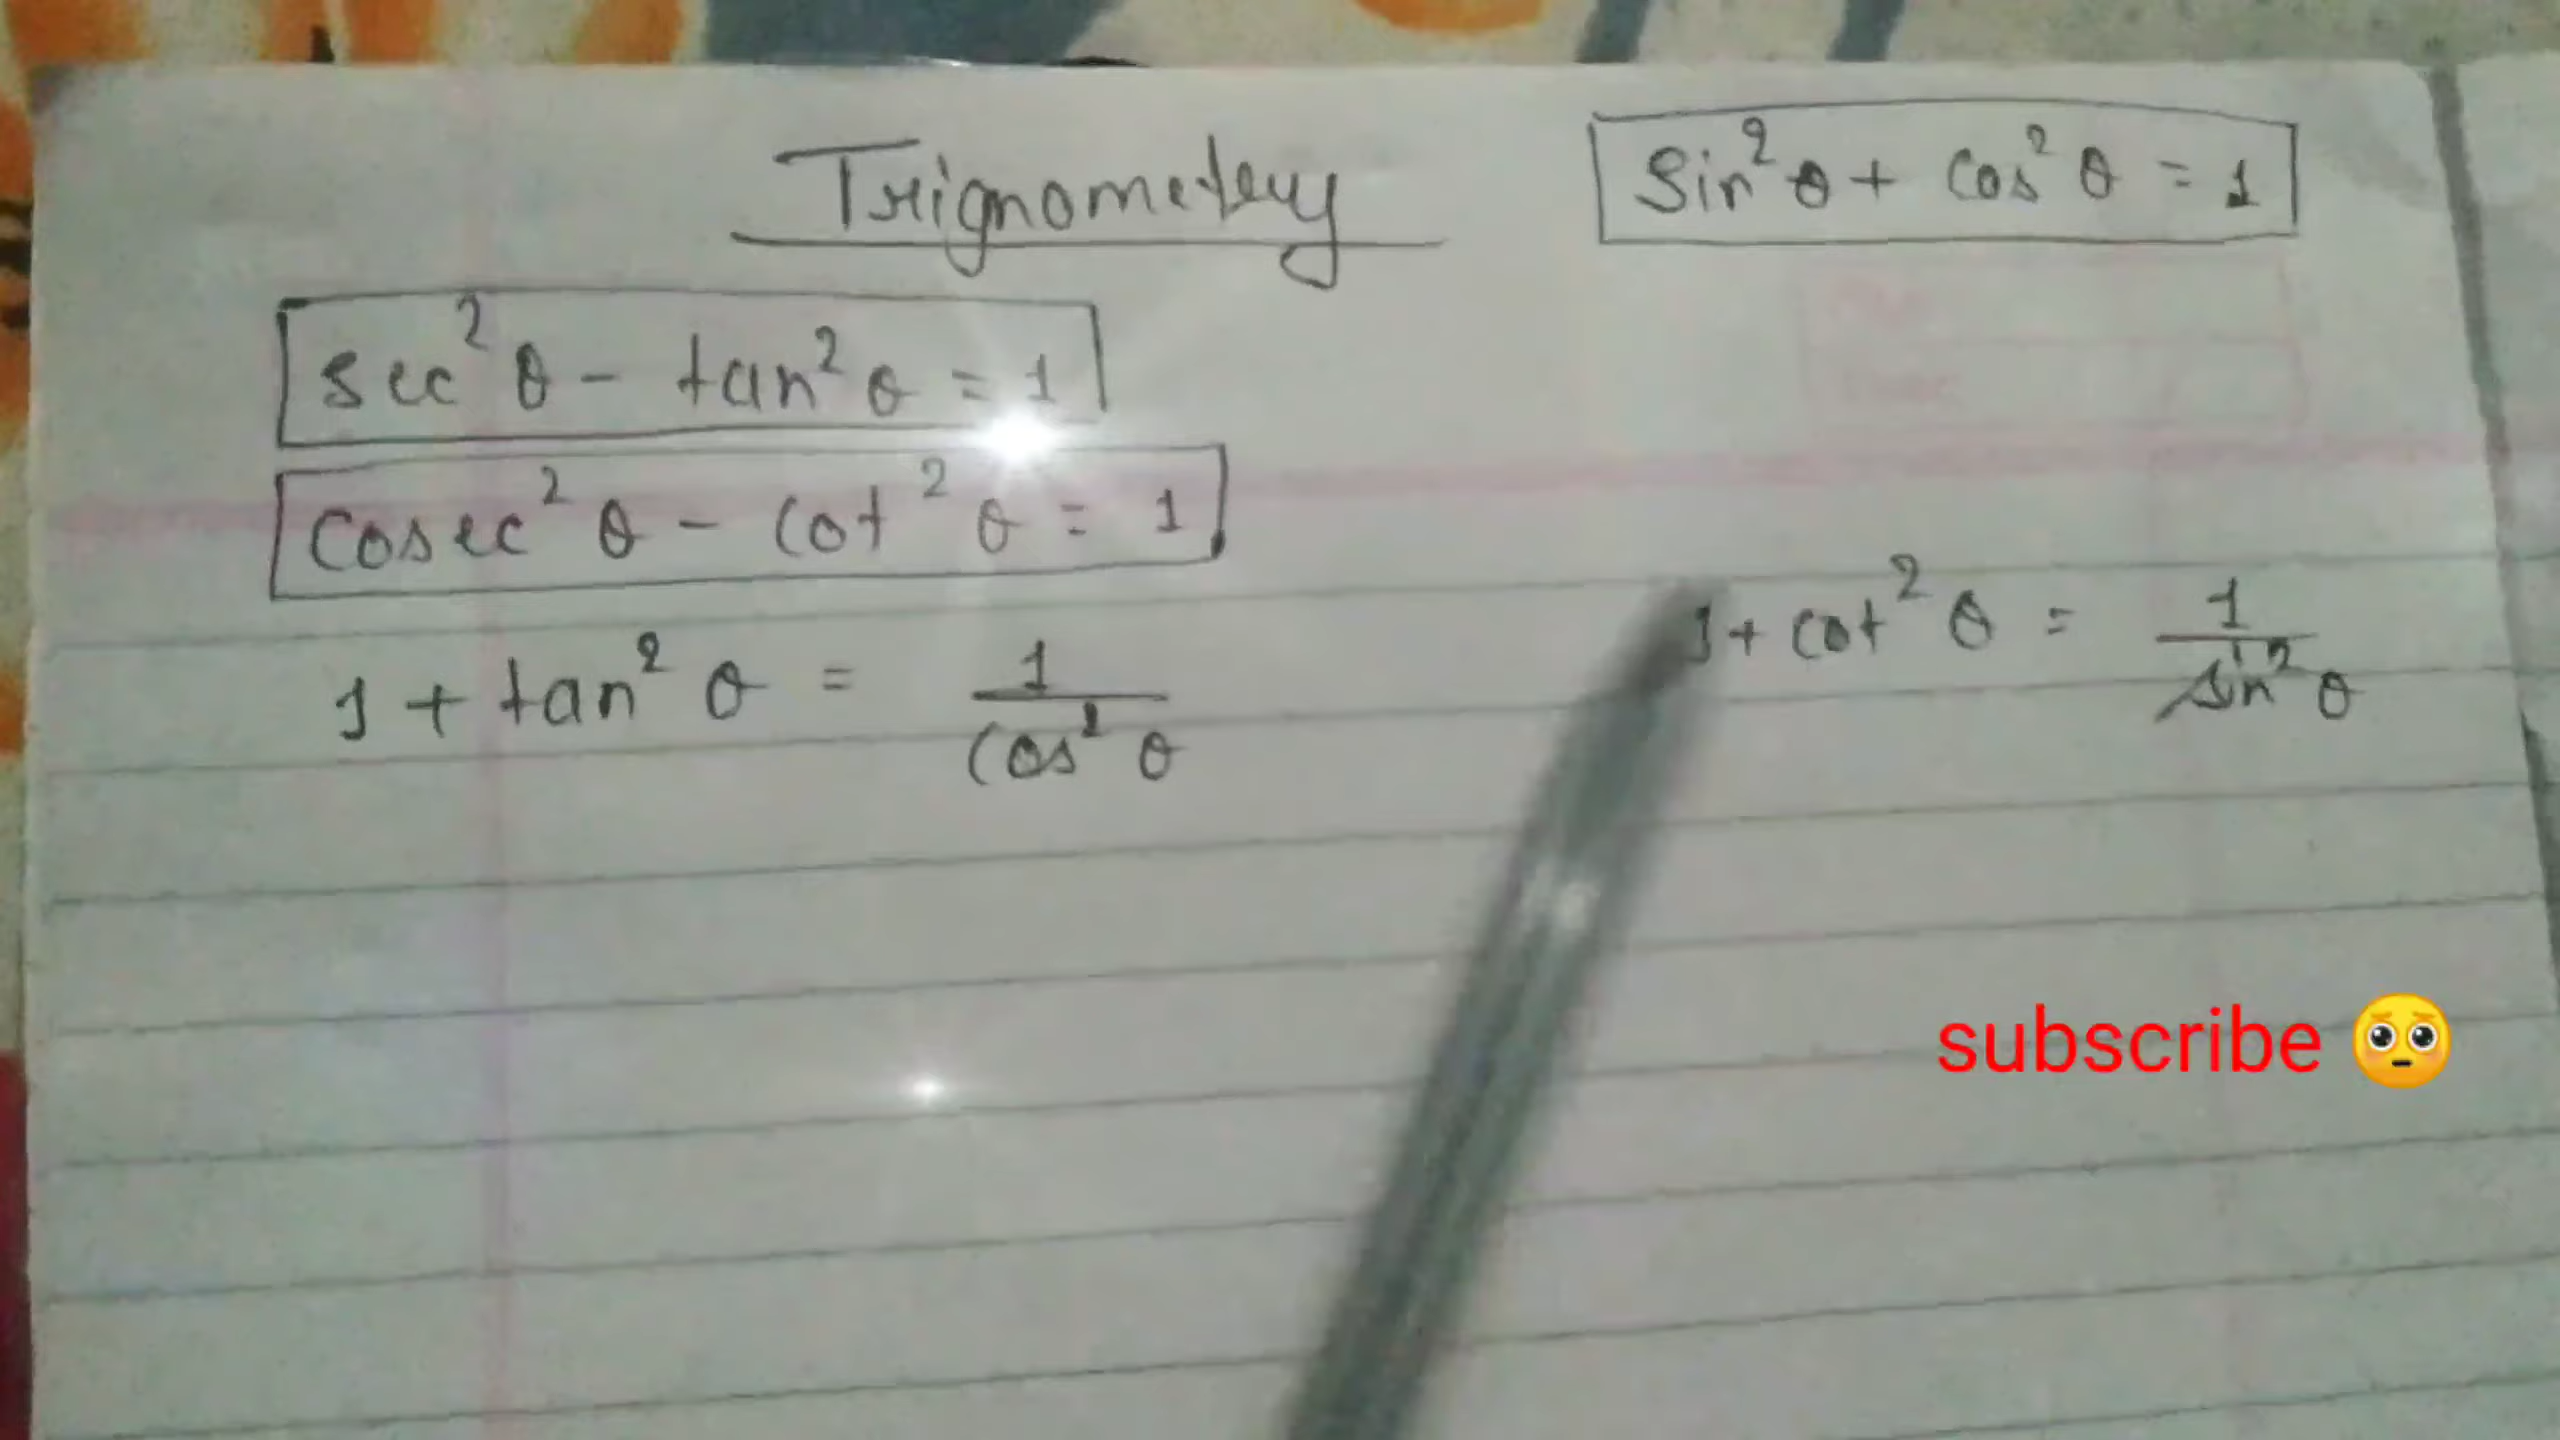 Trignometry
Sin²θ + Cos²θ = 1
sec²θ - tan²θ = 1
Cosec²θ - Cot²θ = 1
1 + tan²θ = 1/Cos²θ
1 + Cot²θ = 1/sin²θ
subscribe 🥺